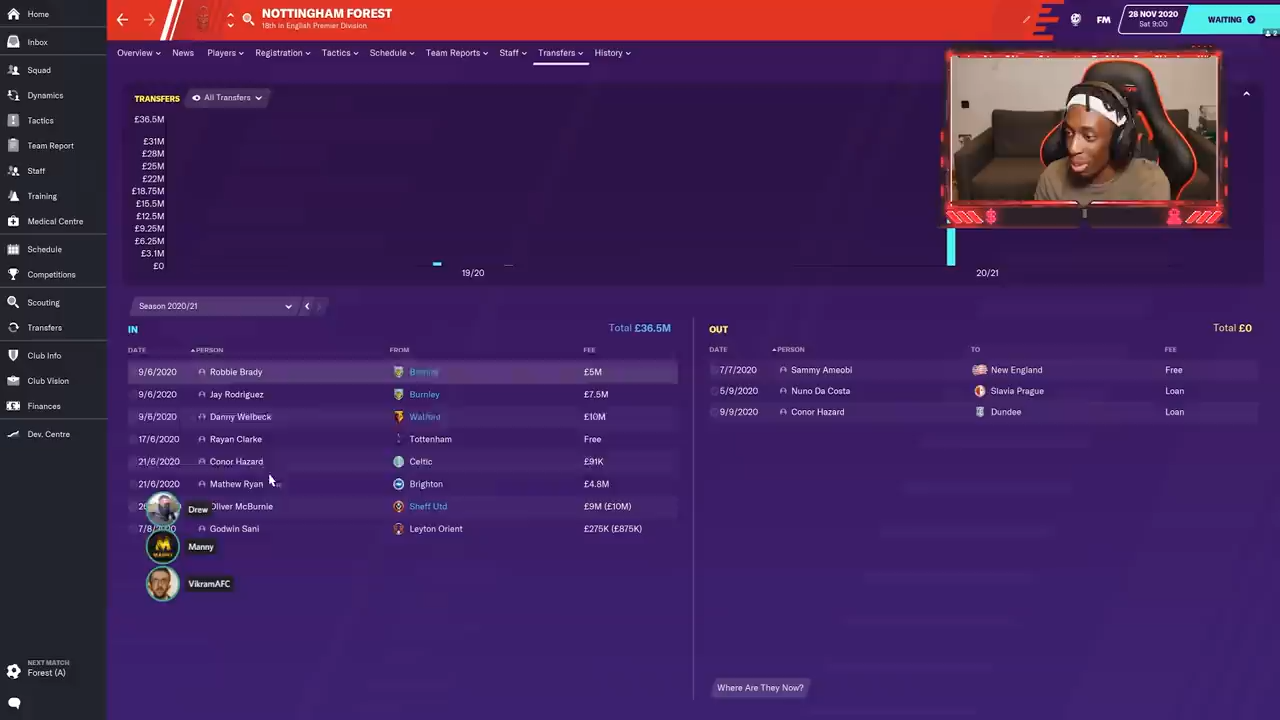 Home
Inbox
Squad
Dynamics
Tactics
Team Report
Staff
Training
Medical Centre
Schedule
Competitions
Scouting
Transfers
Club Info
Club Vision
Finances
Dev. Centre
NEXT MATCH
Forest (A)
NOTTINGHAM FOREST
18th in English Premier Division
FM
28 NOV 2020
Sat 9:00
WAITING
2
Overview News Players Registration Tactics Schedule Team Reports Staff Transfers History
TRANSFERS All Transfers
£36.5M
£31M
£28M
£25M
£22M
£18.75M
£15.5M
£12.5M
£9.25M
£6.25M
£3.1M
£0
19/20 20/21
Season 2020/21
IN Total £36.5M
DATE PERSON FROM FEE
9/6/2020 Robbie Brady Burnley £5M
9/6/2020 Jay Rodriguez Burnley £7.5M
9/6/2020 Danny Welbeck Watford £10M
17/6/2020 Rayan Clarke Tottenham Free
21/6/2020 Conor Hazard Celtic £91K
21/6/2020 Mathew Ryan Brighton £4.8M
Oliver McBurnie Sheff Utd £9M (£10M)
7/8/2020 Godwin Sani Leyton Orient £275K (£875K)
Drew
Manny
VikramAFC
OUT Total £0
DATE PERSON TO FEE
7/7/2020 Sammy Ameobi New England Free
5/9/2020 Nuno Da Costa Slavia Prague Loan
9/9/2020 Conor Hazard Dundee Loan
Where Are They Now?